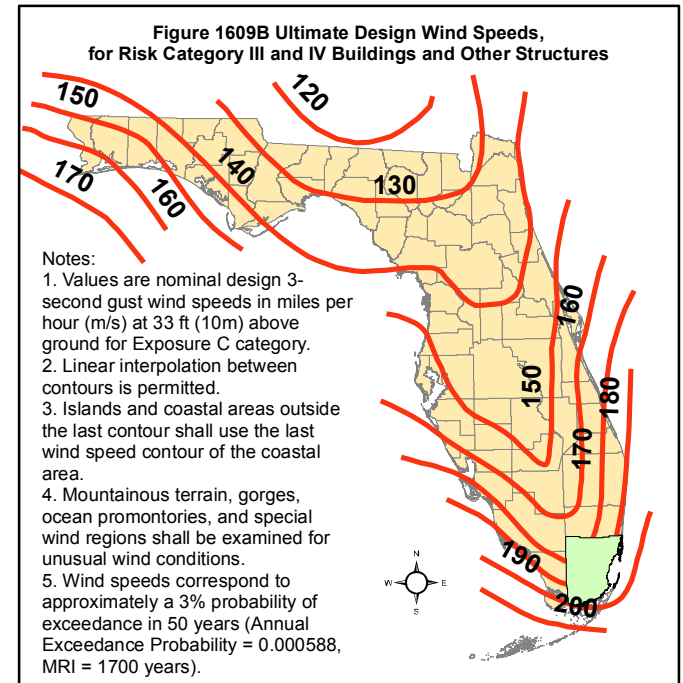 Figure 1609B Ultimate Design Wind Speeds,
for Risk Category III and IV Buildings and Other Structures
120
150
140
130
170
160
Notes:
1. Values are nominal design 3-
second gust wind speeds in miles per
hour (m/s) at 33 ft (10m) above
ground for Exposure C category.
2. Linear interpolation between
contours is permitted.
3. Islands and coastal areas outside
the last contour shall use the last
wind speed contour of the coastal
area.
4. Mountainous terrain, gorges,
ocean promontories, and special
wind regions shall be examined for
unusual wind conditions.
5. Wind speeds correspond to
approximately a 3% probability of
exceedance in 50 years (Annual
Exceedance Probability = 0.000588,
MRI = 1700 years).
160
150
180
170
190
200
N
W E
S